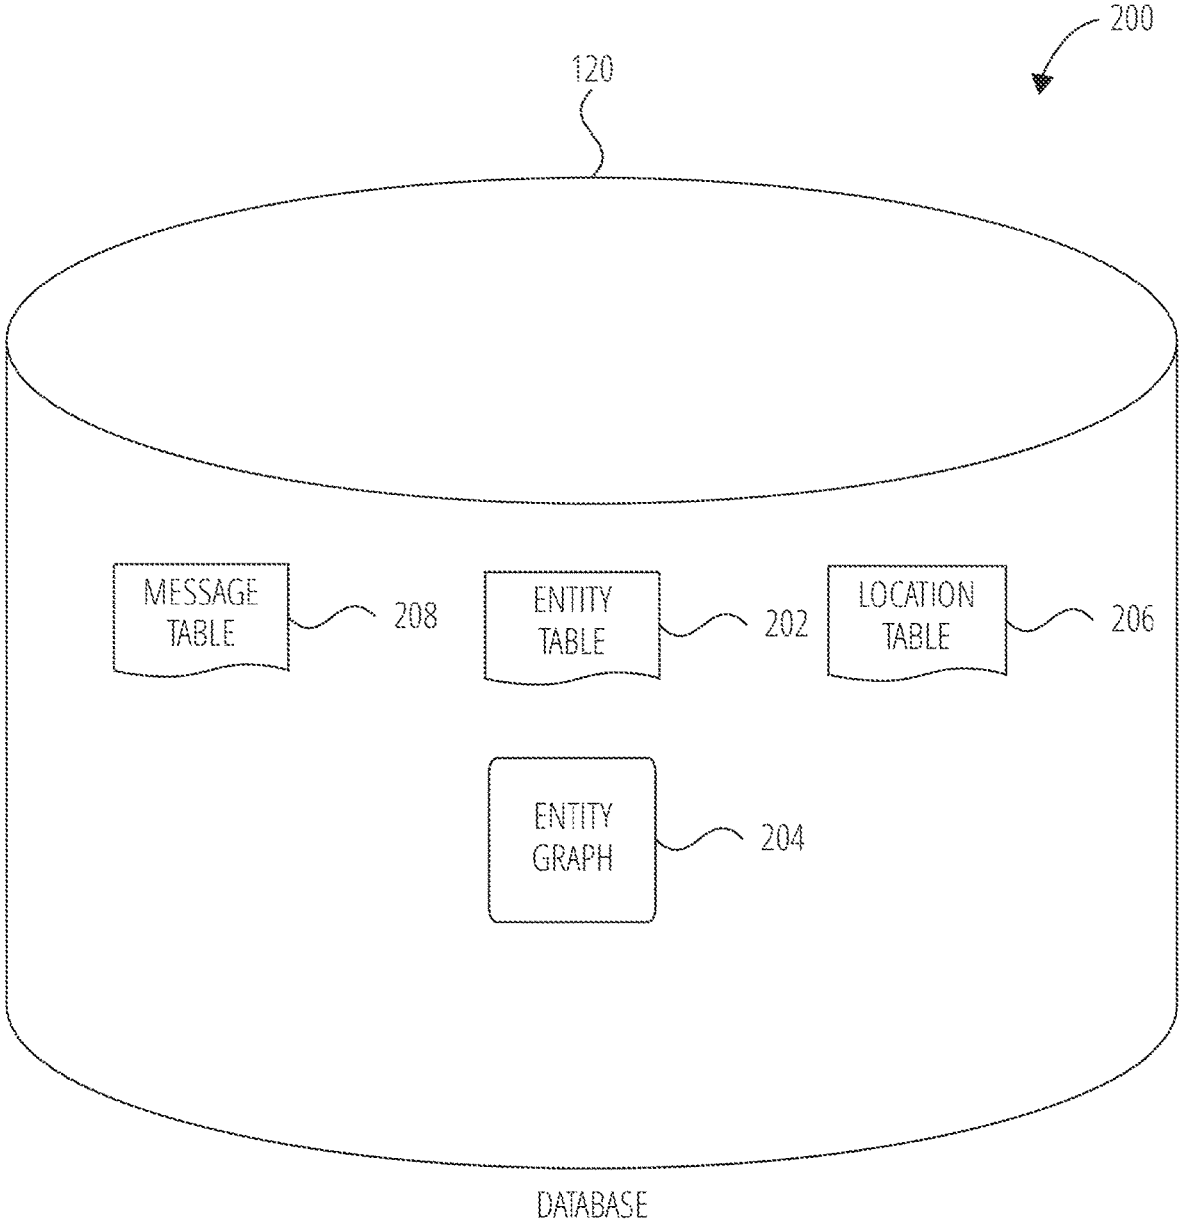 200
120
MESSAGE
TABLE
208
ENTITY
TABLE
202
LOCATION
TABLE
206
ENTITY
GRAPH
204
DATABASE